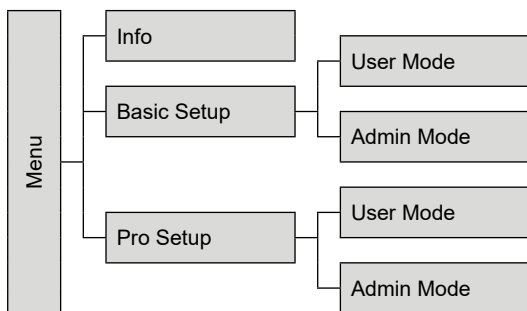 Menu
Info
Basic Setup
User Mode
Admin Mode
Pro Setup
User Mode
Admin Mode